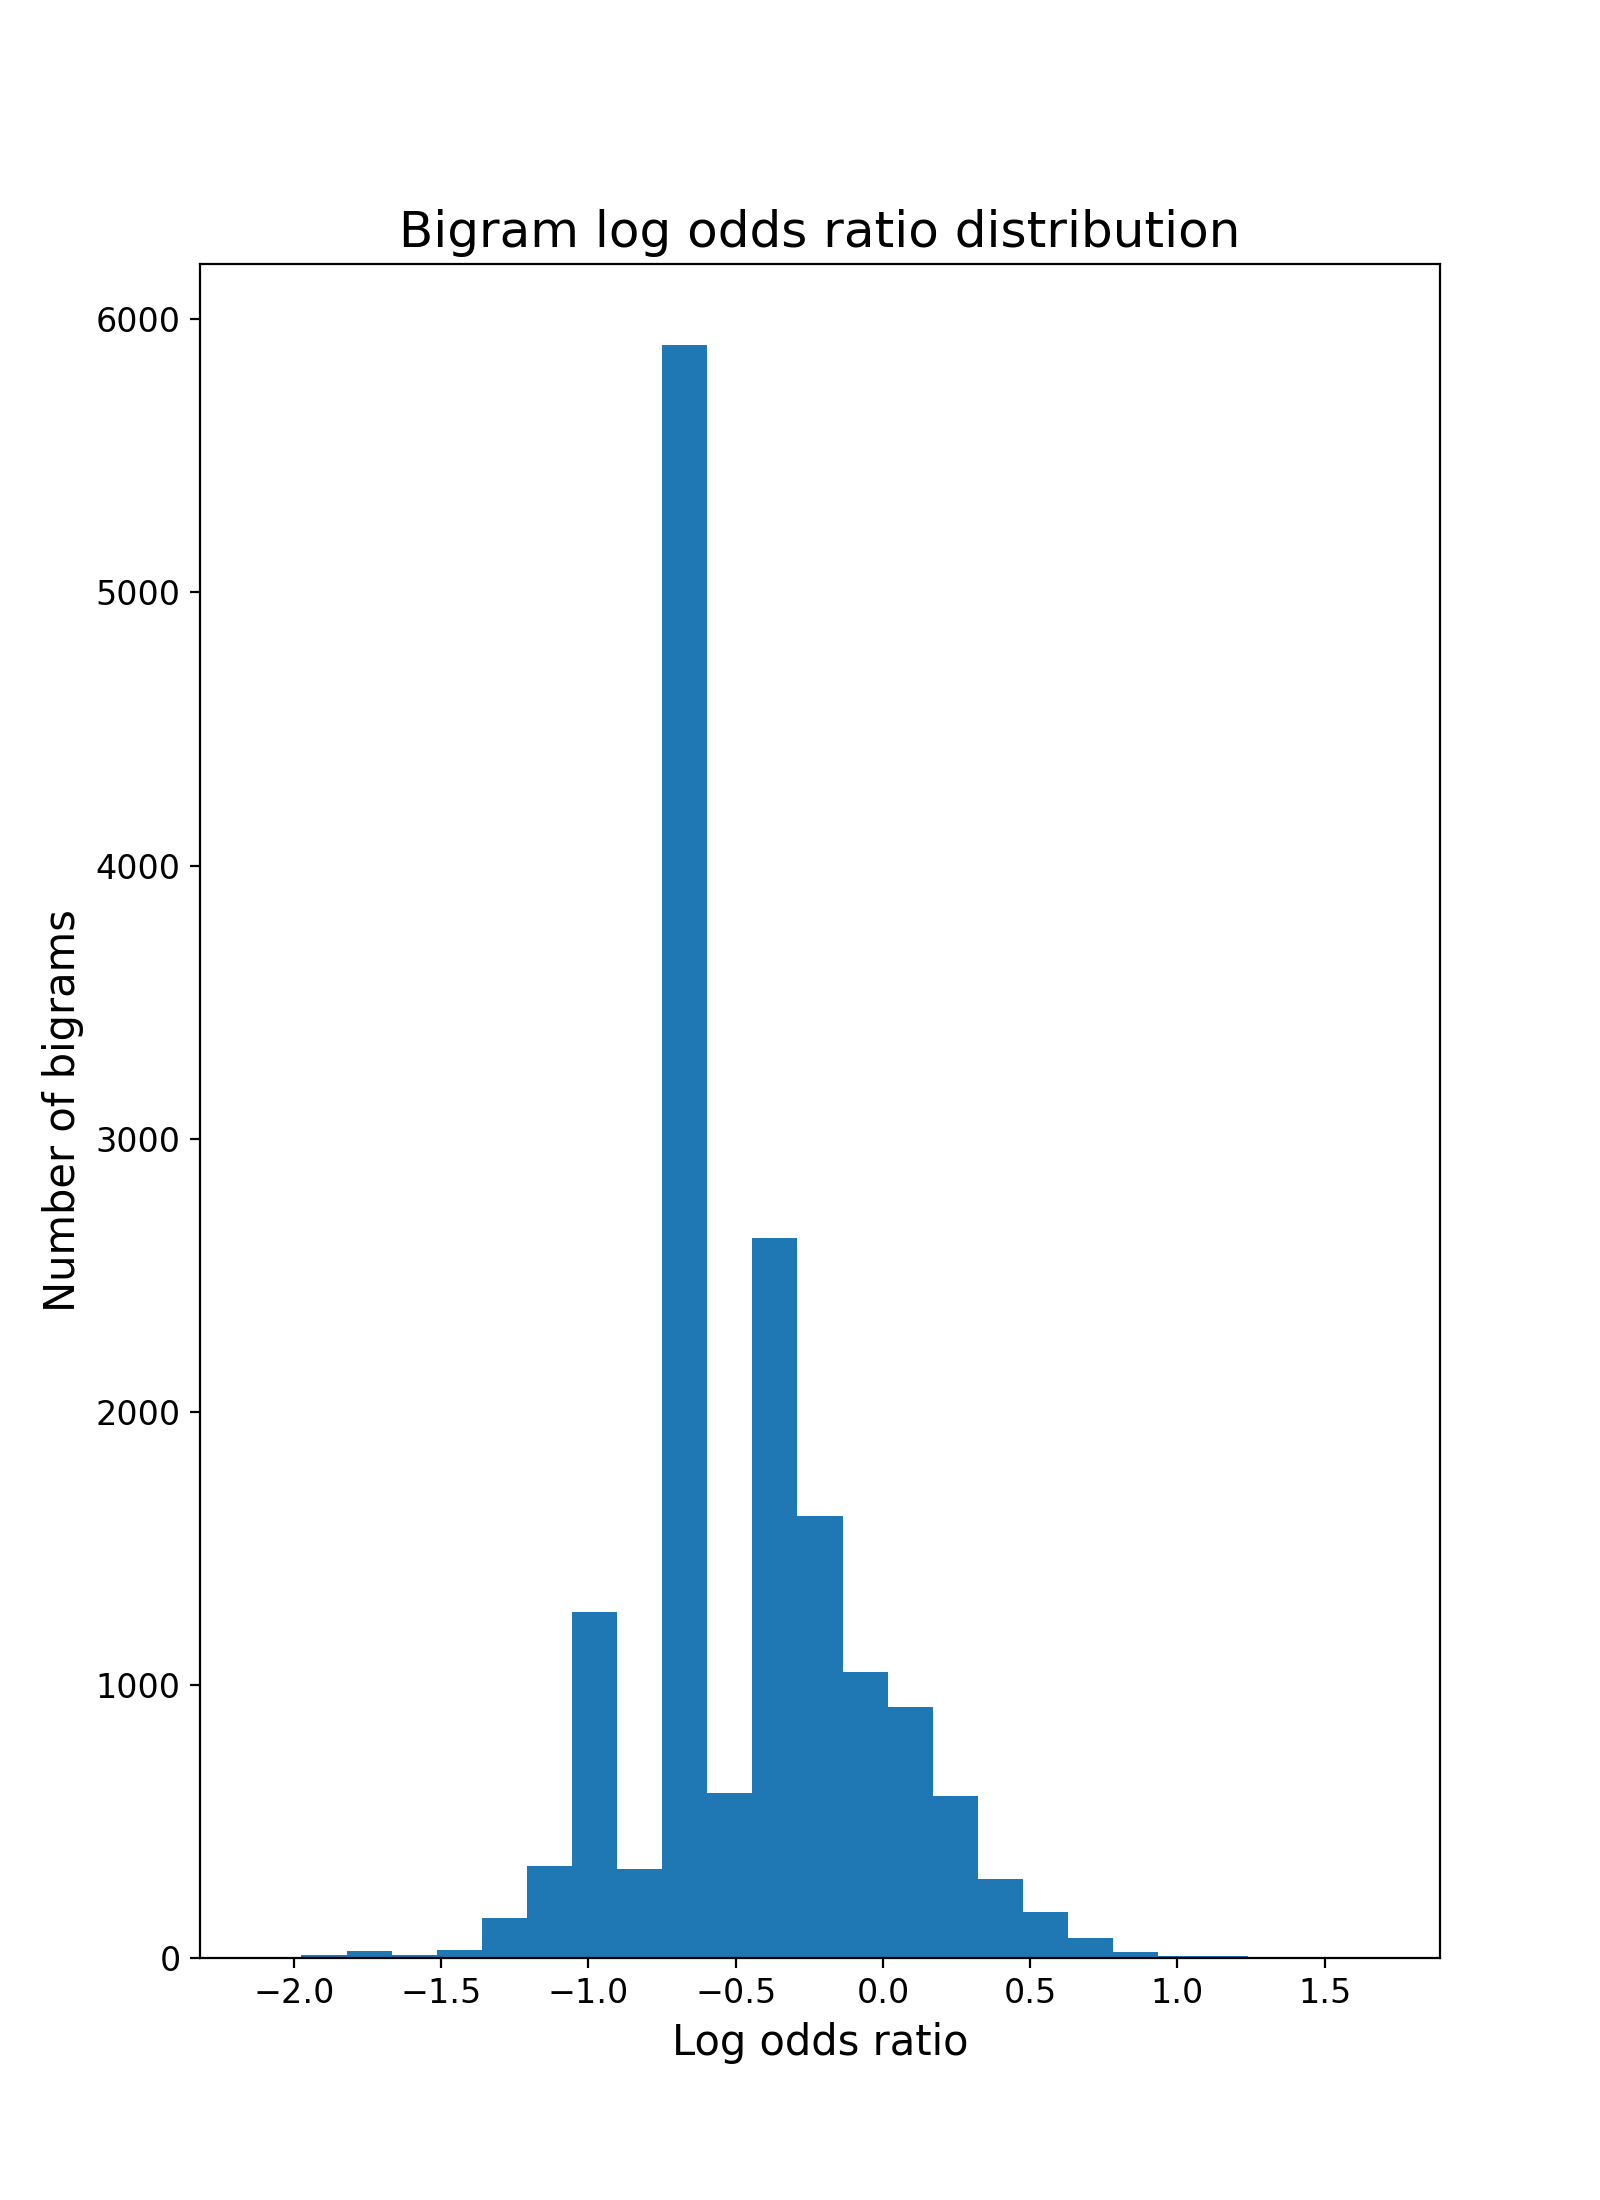 Bigram log odds ratio distribution
6000
5000
4000
3000
2000
1000
0
Number of bigrams
−2.0 −1.5 −1.0 −0.5 0.0 0.5 1.0 1.5
Log odds ratio